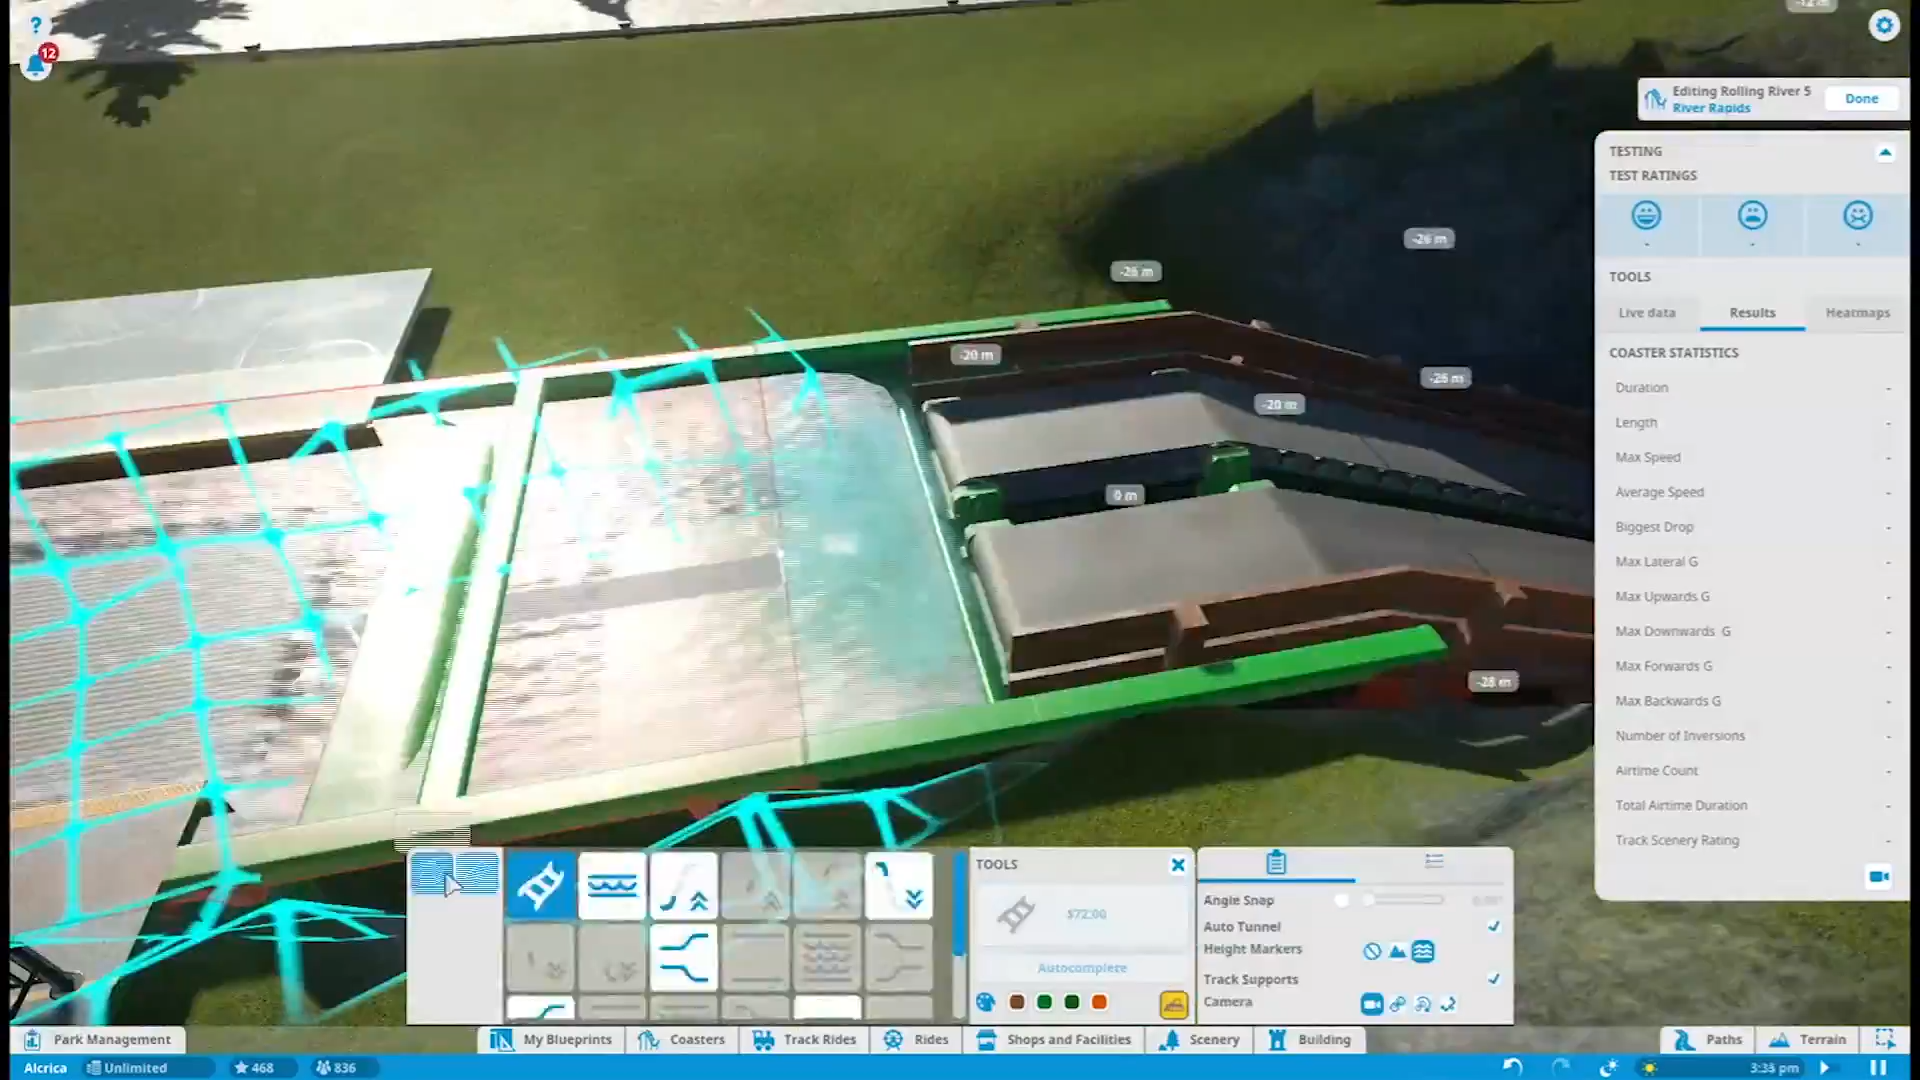 ?
12
-12 m
Editing Rolling River 5
River Rapids
Done
TESTING
TEST RATINGS
-
-
-
TOOLS
Live data Results Heatmaps
COASTER STATISTICS
Duration -
Length -
Max Speed -
Average Speed -
Biggest Drop -
Max Lateral G -
Max Upwards G -
Max Downwards G -
Max Forwards G -
Max Backwards G -
Number of Inversions -
Airtime Count -
Total Airtime Duration -
Track Scenery Rating -
-26 m
-26 m
-20 m
-26 m
-20 m
0 m
-28 m
TOOLS
$72.00
Autocomplete
Angle Snap
Auto Tunnel
Height Markers
Track Supports
Camera
Park Management
My Blueprints
Coasters
Track Rides
Rides
Shops and Facilities
Scenery
Building
Paths
Terrain
Alcrica
Unlimited
468
836
3:38 pm